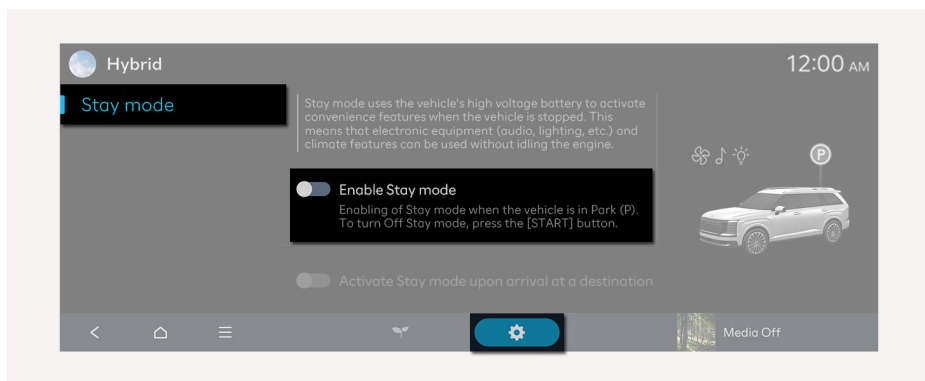 Hybrid
12:00 AM
Stay mode
Stay mode uses the vehicle's high voltage battery to activate
convenience features when the vehicle is stopped. This
means that electronic equipment (audio, lighting, etc.) and
climate features can be used without idling the engine.
P
Enable Stay mode
Enabling of Stay mode when the vehicle is in Park (P).
To turn Off Stay mode, press the [START] button.
Activate Stay mode upon arrival at a destination
Media Off